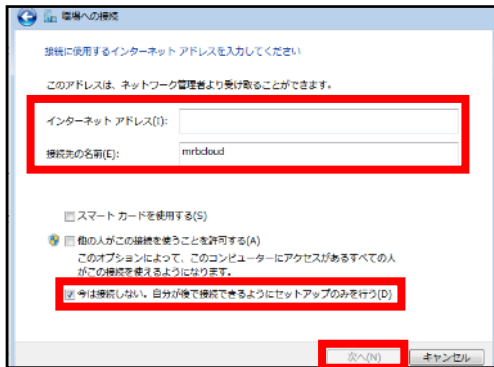 職場への接続
接続に使用するインターネット アドレスを入力してください
このアドレスは、ネットワーク管理者より受け取ることができます。
インターネット アドレス(I):
接続先の名前(E): mrbcloud
スマート カードを使用する(S)
他の人がこの接続を使うことを許可する(A)
このオプションによって、このコンピューターにアクセスがあるすべての人
がこの接続を使えるようになります。
今は接続しない。自分が後で接続できるようにセットアップのみを行う(D)
次へ(N) キャンセル